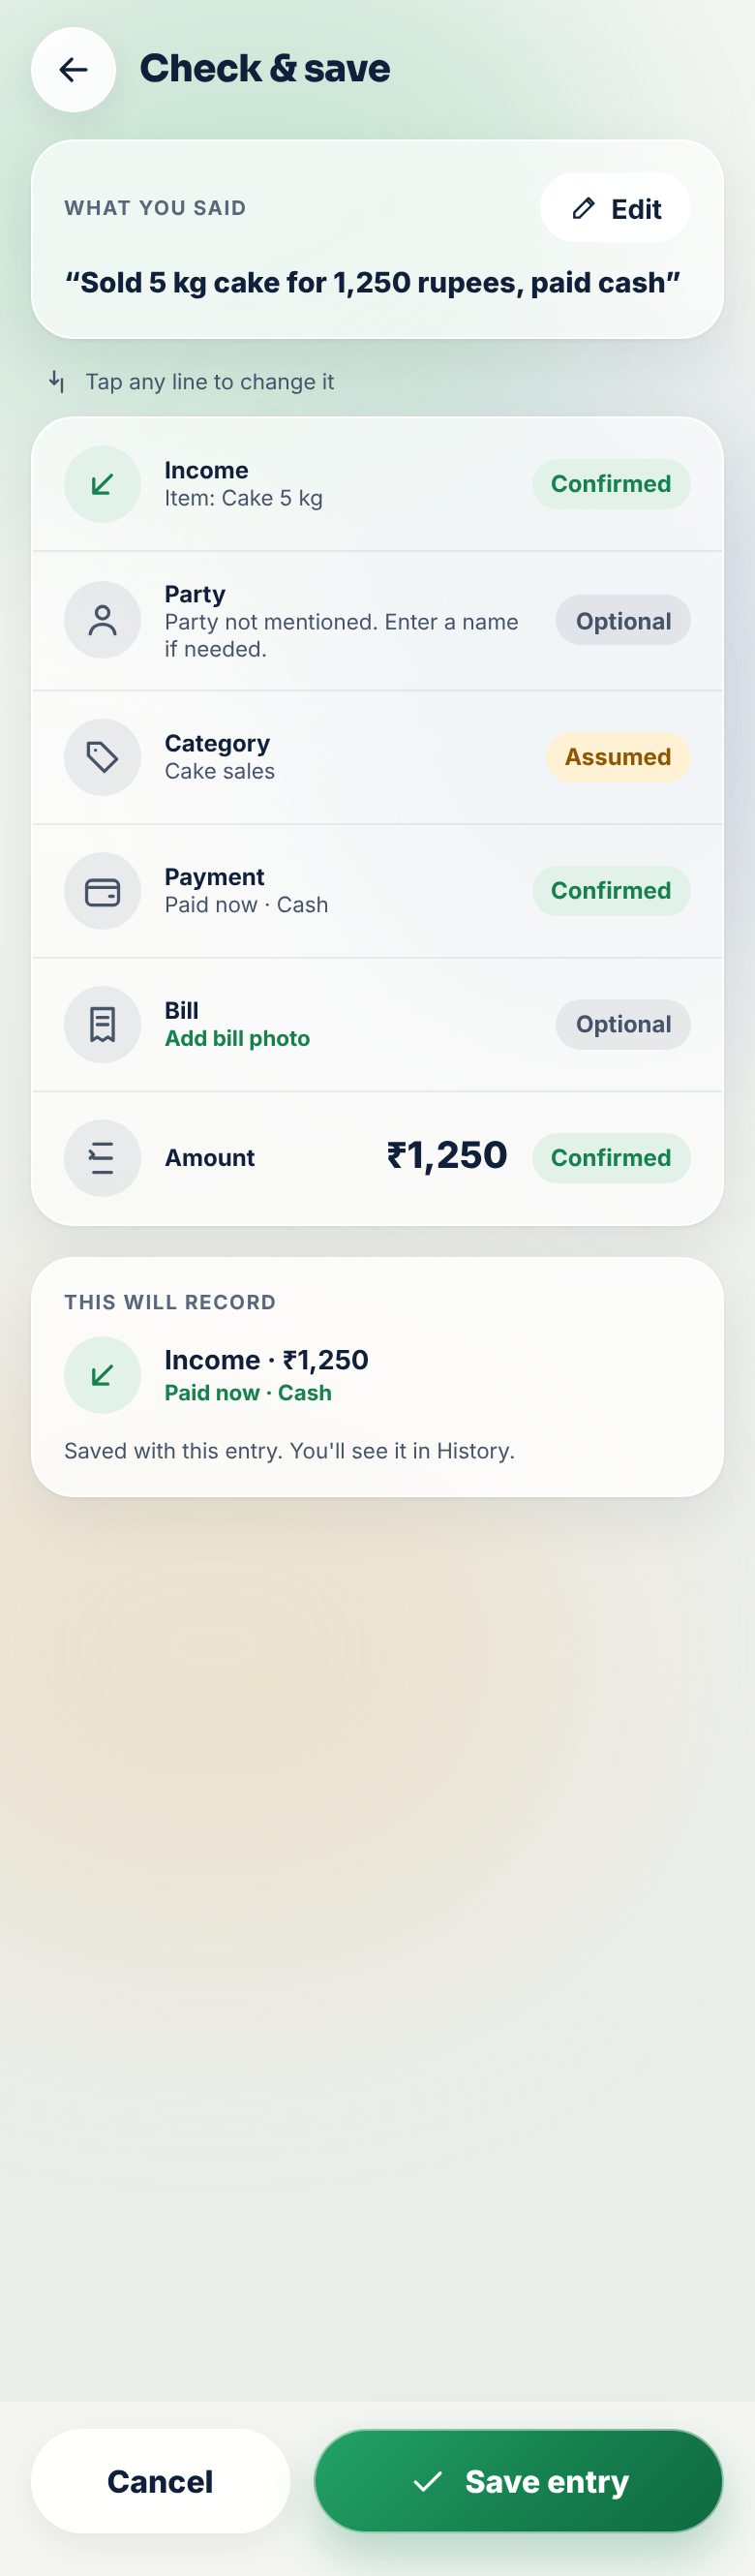 Check & save
WHAT YOU SAID
Edit
“Sold 5 kg cake for 1,250 rupees, paid cash”
Tap any line to change it
Income
Item: Cake 5 kg
Confirmed
Party
Party not mentioned. Enter a name
if needed.
Optional
Category
Cake sales
Assumed
Payment
Paid now · Cash
Confirmed
Bill
Add bill photo
Optional
Amount
₹1,250
Confirmed
THIS WILL RECORD
Income · ₹1,250
Paid now · Cash
Saved with this entry. You'll see it in History.
Cancel
Save entry